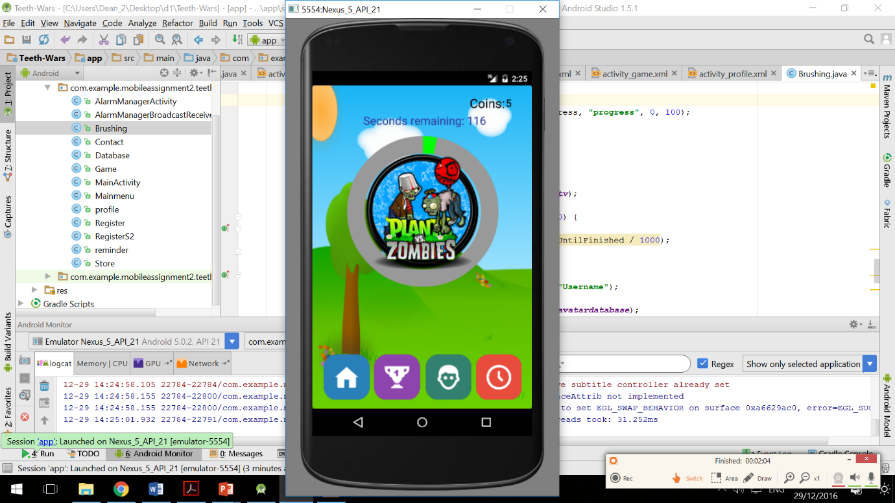 Teeth-Wars - [C:\Users\Dean_2\Desktop\d1\Teeth-Wars] - [app] - ...\app\src
Android Studio 1.5.1
5554:Nexus_5_API_21
File Edit View Navigate Code Analyze Refactor Build Run Tools VCS
app
Teeth-Wars app src main java com
1: Project
Android
.java
activity_game.xml
activity_profile.xml
Brushing.java
com.example.mobileassignment2.teeth
AlarmManagerActivity
AlarmManagerBroadcastReceive
Brushing
Contact
Database
Game
MainActivity
Mainmenu
profile
Register
RegisterS2
reminder
Store
com.example.mobileassignment2.teeth
res
Gradle Scripts
Z: Structure
Captures
Build Variants
2: Favorites
Maven Projects
Gradle
Fabric
Android Model
ress, "progress", 0, 100);
tv);
) {
UntilFinished / 1000);
"Username");
avatardatabase);
2:25
Coins:5
Seconds remaining: 116
PLANTS
VS.
ZOMBIES
Android Monitor
Emulator Nexus_5_API_21 Android 5.0.2, API 21
com.exam
logcat Memory | CPU GPU Network
Regex
Show only selected application
12-29 14:24:58.105 22784-22784/com.example.m
12-29 14:24:58.155 22784-22800/com.example.m
12-29 14:24:58.155 22784-22800/com.example.m
12-29 14:25:01.932 22784-22791/com.example.m
ve subtitle controller already set
aceAttrib not implemented
to set EGL_SWAP_BEHAVIOR on surface 0xa6629ac0, error=EGL_SU
reads took: 31.252ms
Session 'app': Launched on Nexus_5_API_21 [emulator-5554]
4: Run TODO 6: Android Monitor 0: Messages
Gradle Console
Session 'app': Launched on Nexus_5_API_21 [emulator-5554] (3 minutes a
Finished: 00:02:04
Rec Switch Area Draw
29/12/2016